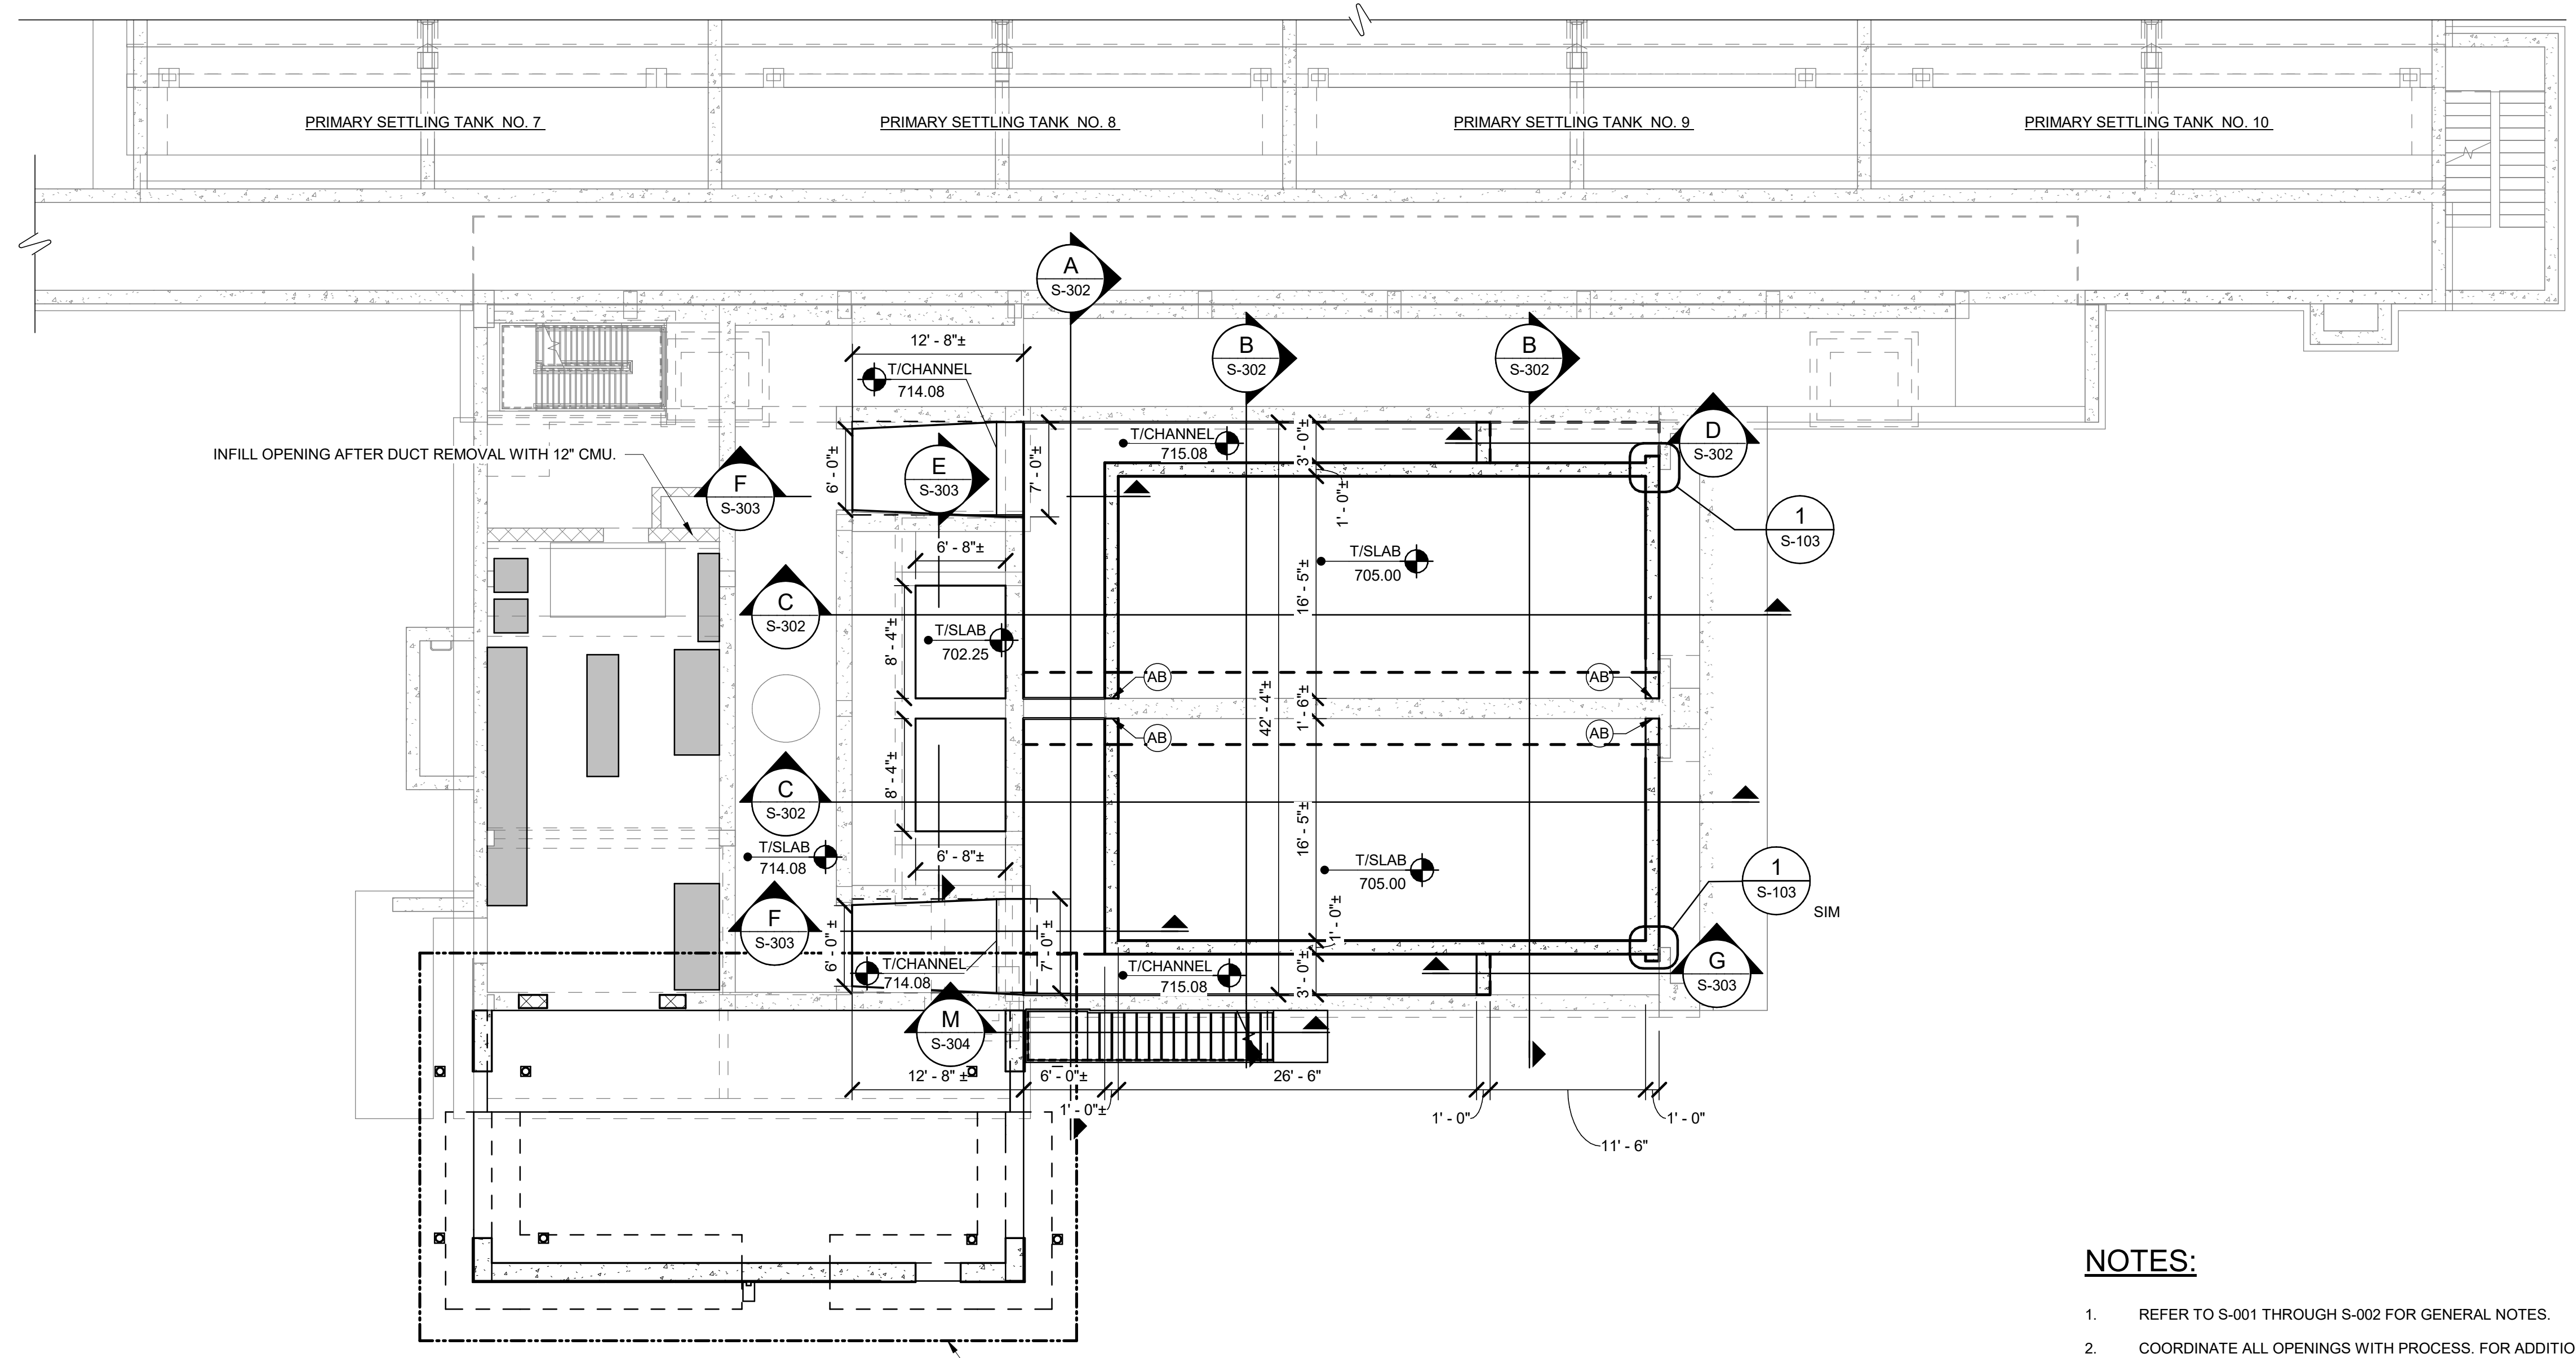 PRIMARY SETTLING TANK NO. 7
PRIMARY SETTLING TANK NO. 8
PRIMARY SETTLING TANK NO. 9
PRIMARY SETTLING TANK NO. 10
A
S-302
12' - 8"±
B
S-302
B
S-302
T/CHANNEL
714.08
INFILL OPENING AFTER DUCT REMOVAL WITH 12" CMU.
T/CHANNEL
715.08
3' - 0"±
D
S-302
6' - 0"±
E
S-303
7' - 0"±
F
S-303
1' - 0"±
1
S-103
6' - 8"±
T/SLAB
705.00
16' - 5"±
C
S-302
8' - 4"±
T/SLAB
702.25
AB
AB
42' - 4"±
1' - 6"±
AB
AB
8' - 4"±
C
S-302
16' - 5"±
T/SLAB
714.08
6' - 8"±
T/SLAB
705.00
1
S-103
SIM
F
S-303
6' - 0" ±
7' - 0" ±
1' - 0"±
T/CHANNEL
714.08
T/CHANNEL
715.08
3' - 0"±
G
S-303
M
S-304
12' - 8" ±
6' - 0"±
26' - 6"
1' - 0"±
1' - 0"
1' - 0"
11' - 6"
NOTES:
1. REFER TO S-001 THROUGH S-002 FOR GENERAL NOTES.
2. COORDINATE ALL OPENINGS WITH PROCESS. FOR ADDITIO